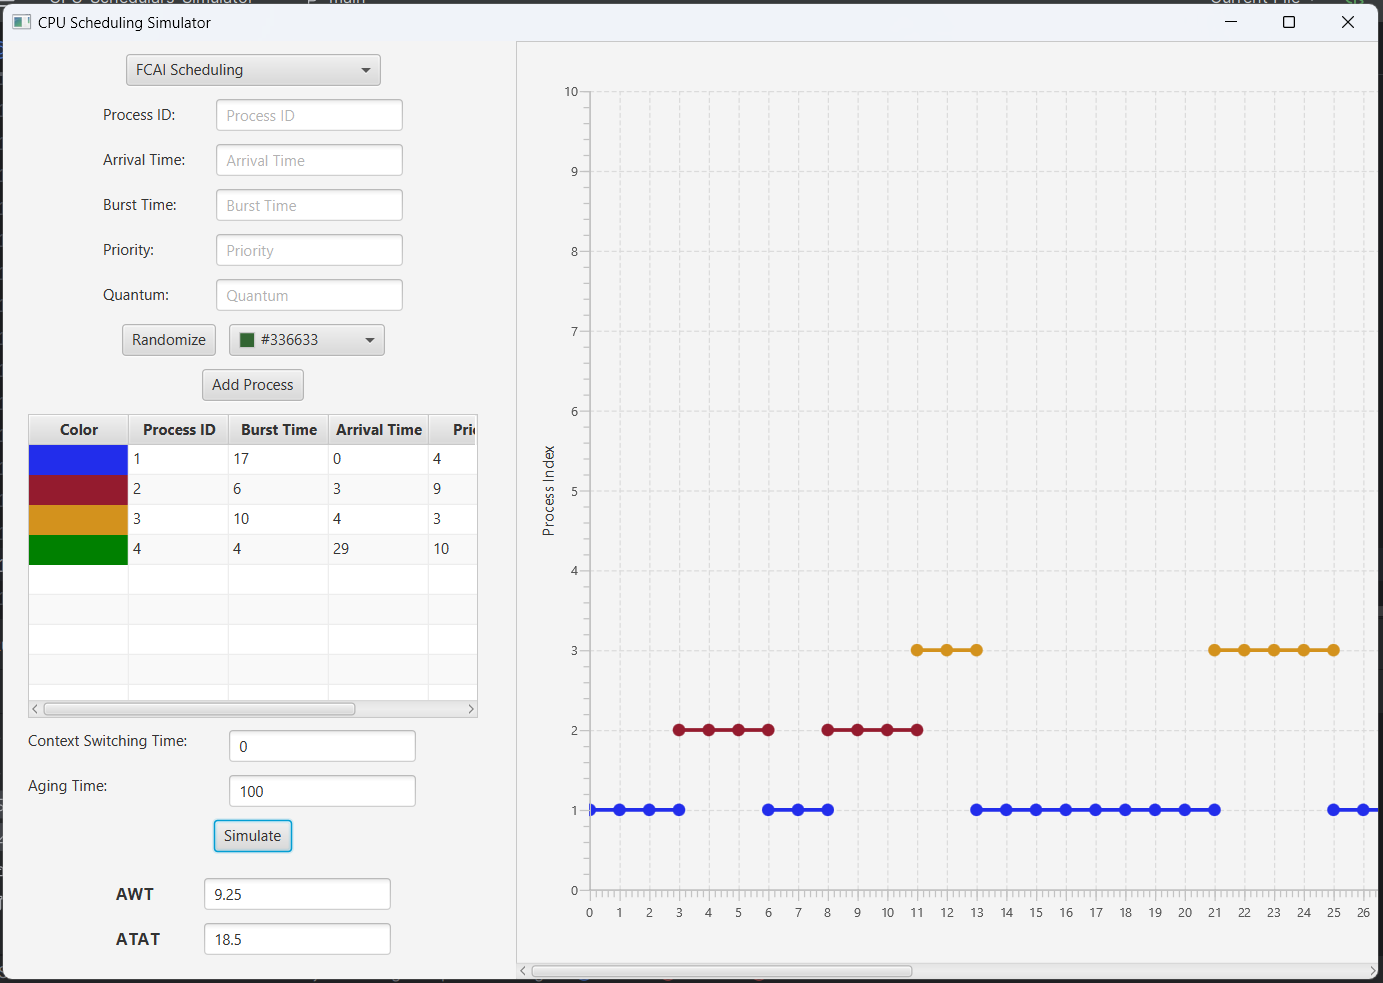 CPU Scheduling Simulator
FCAI Scheduling
Process ID: Process ID
Arrival Time: Arrival Time
Burst Time: Burst Time
Priority: Priority
Quantum: Quantum
Randomize #336633
Add Process
Color Process ID Burst Time Arrival Time Pri
1 17 0 4
2 6 3 9
3 10 4 3
4 4 29 10
Context Switching Time: 0
Aging Time: 100
Simulate
AWT 9.25
ATAT 18.5
Process Index
10
9
8
7
6
5
4
3
2
1
0
0 1 2 3 4 5 6 7 8 9 10 11 12 13 14 15 16 17 18 19 20 21 22 23 24 25 26